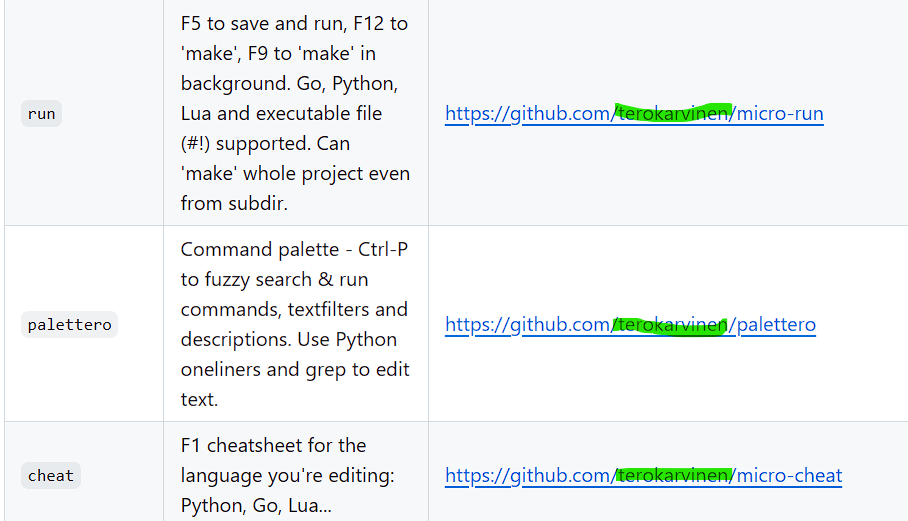 F5 to save and run, F12 to
'make', F9 to 'make' in
background. Go, Python,
run
Lua and executable file
https://github.com/terokarvinen/micro-run
(#!) supported. Can
'make' whole project even
from subdir.
Command palette - Ctrl-P
to fuzzy search & run
commands, textfilters and
palettero
descriptions. Use Python
https://github.com/terokarvinen/palettero
oneliners and grep to edit
text.
F1 cheatsheet for the
cheat
language you're editing:
https://github.com/terokarvinen/micro-cheat
Python, Go, Lua...